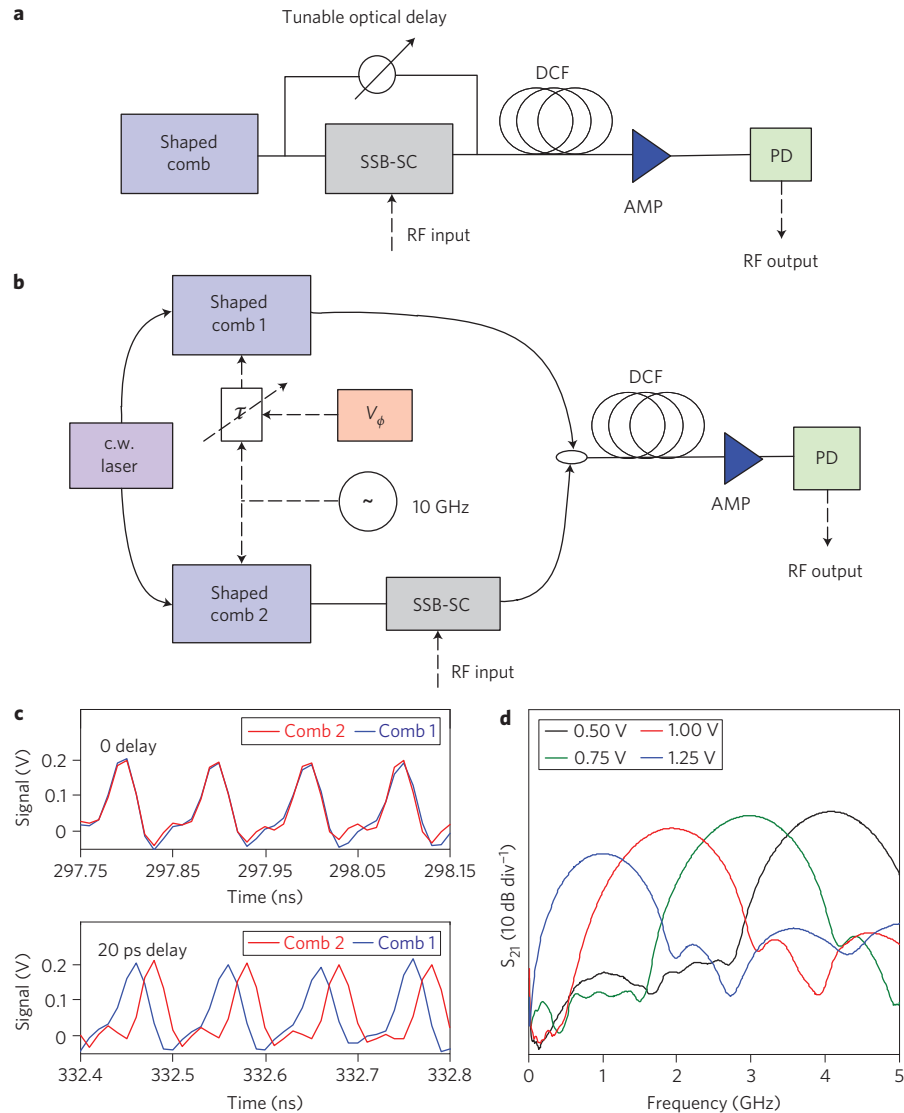 a
Tunable optical delay
DCF
Shaped
comb
SSB-SC
PD
AMP
RF input
RF output
b
Shaped
comb 1
DCF
τ
V_ϕ
c.w.
laser
PD
~
10 GHz
AMP
Shaped
comb 2
SSB-SC
RF output
RF input
c
Comb 2 Comb 1
0 delay
0.2
0.1
0
Signal (V)
297.75 297.85 297.95 298.05 298.15
Time (ns)
Comb 2 Comb 1
20 ps delay
0.2
0.1
0
Signal (V)
332.4 332.5 332.6 332.7 332.8
Time (ns)
d
0.50 V 1.00 V
0.75 V 1.25 V
S21 (10 dB div−1)
0 1 2 3 4 5
Frequency (GHz)